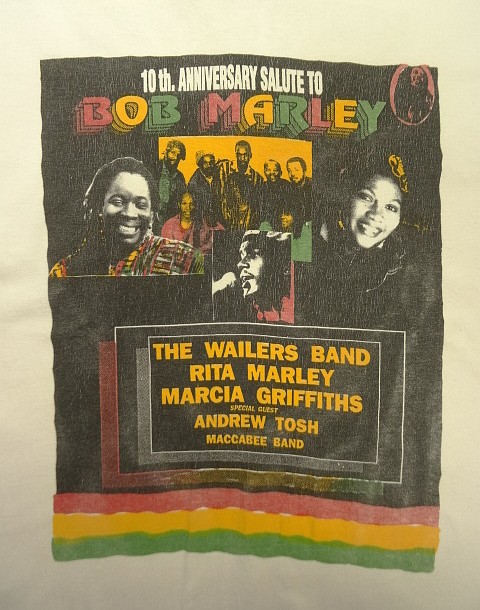 10 th. ANNIVERSARY SALUTE TO
BOB MARLEY
THE WAILERS BAND
RITA MARLEY
MARCIA GRIFFITHS
SPECIAL GUEST
ANDREW TOSH
MACCABEE BAND